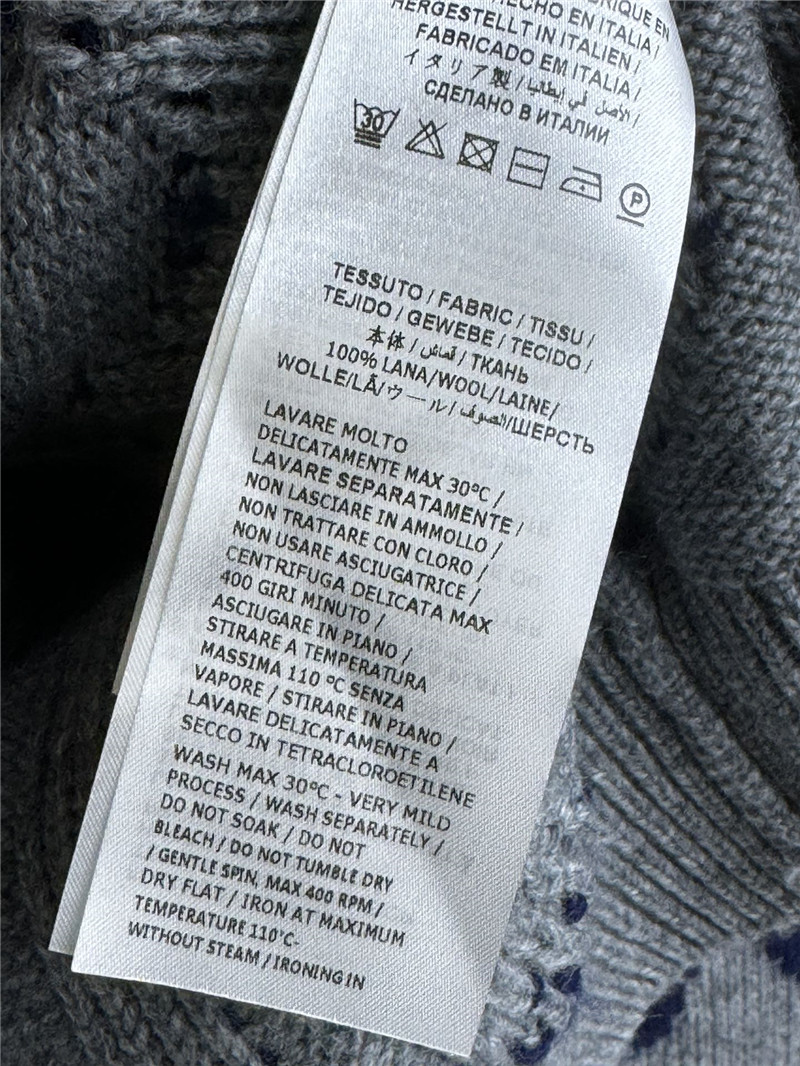 HECHO EN ITALIA /
HERGESTELLT IN ITALIEN /
FABRICADO EM ITALIA /
イタリア製 / الأصل في إيطاليا /
СДЕЛАНО В ИТАЛИИ
30
P
TESSUTO / FABRIC / TISSU /
TEJIDO / GEWEBE / TECIDO /
本体 / قماش / ТКАНЬ
100% LANA/WOOL/LAINE/
WOLLE/LÃ/ウール/الصوف/ШЕРСТЬ
LAVARE MOLTO
DELICATAMENTE MAX 30°C /
LAVARE SEPARATAMENTE /
NON LASCIARE IN AMMOLLO /
NON TRATTARE CON CLORO /
NON USARE ASCIUGATRICE /
CENTRIFUGA DELICATA MAX
400 GIRI MINUTO /
ASCIUGARE IN PIANO /
STIRARE A TEMPERATURA
MASSIMA 110 °C SENZA
VAPORE / STIRARE IN PIANO /
LAVARE DELICATAMENTE A
SECCO IN TETRACLOROETILENE
WASH MAX 30°C - VERY MILD
PROCESS / WASH SEPARATELY /
DO NOT SOAK / DO NOT
BLEACH / DO NOT TUMBLE DRY
/ GENTLE SPIN, MAX 400 RPM /
DRY FLAT / IRON AT MAXIMUM
TEMPERATURE 110°C-
WITHOUT STEAM / IRONING IN